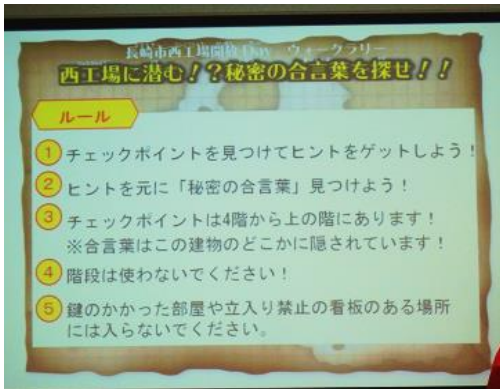 長崎市西工場開放Day ウォークラリー
西工場に潜む！？秘密の合言葉を探せ！！
ルール
① チェックポイントを見つけてヒントをゲットしよう！
② ヒントを元に「秘密の合言葉」見つけよう！
③ チェックポイントは4階から上の階にあります！
※合言葉はこの建物のどこかに隠されています！
④ 階段は使わないでください！
⑤ 鍵のかかった部屋や立入り禁止の看板のある場所
には入らないでください。